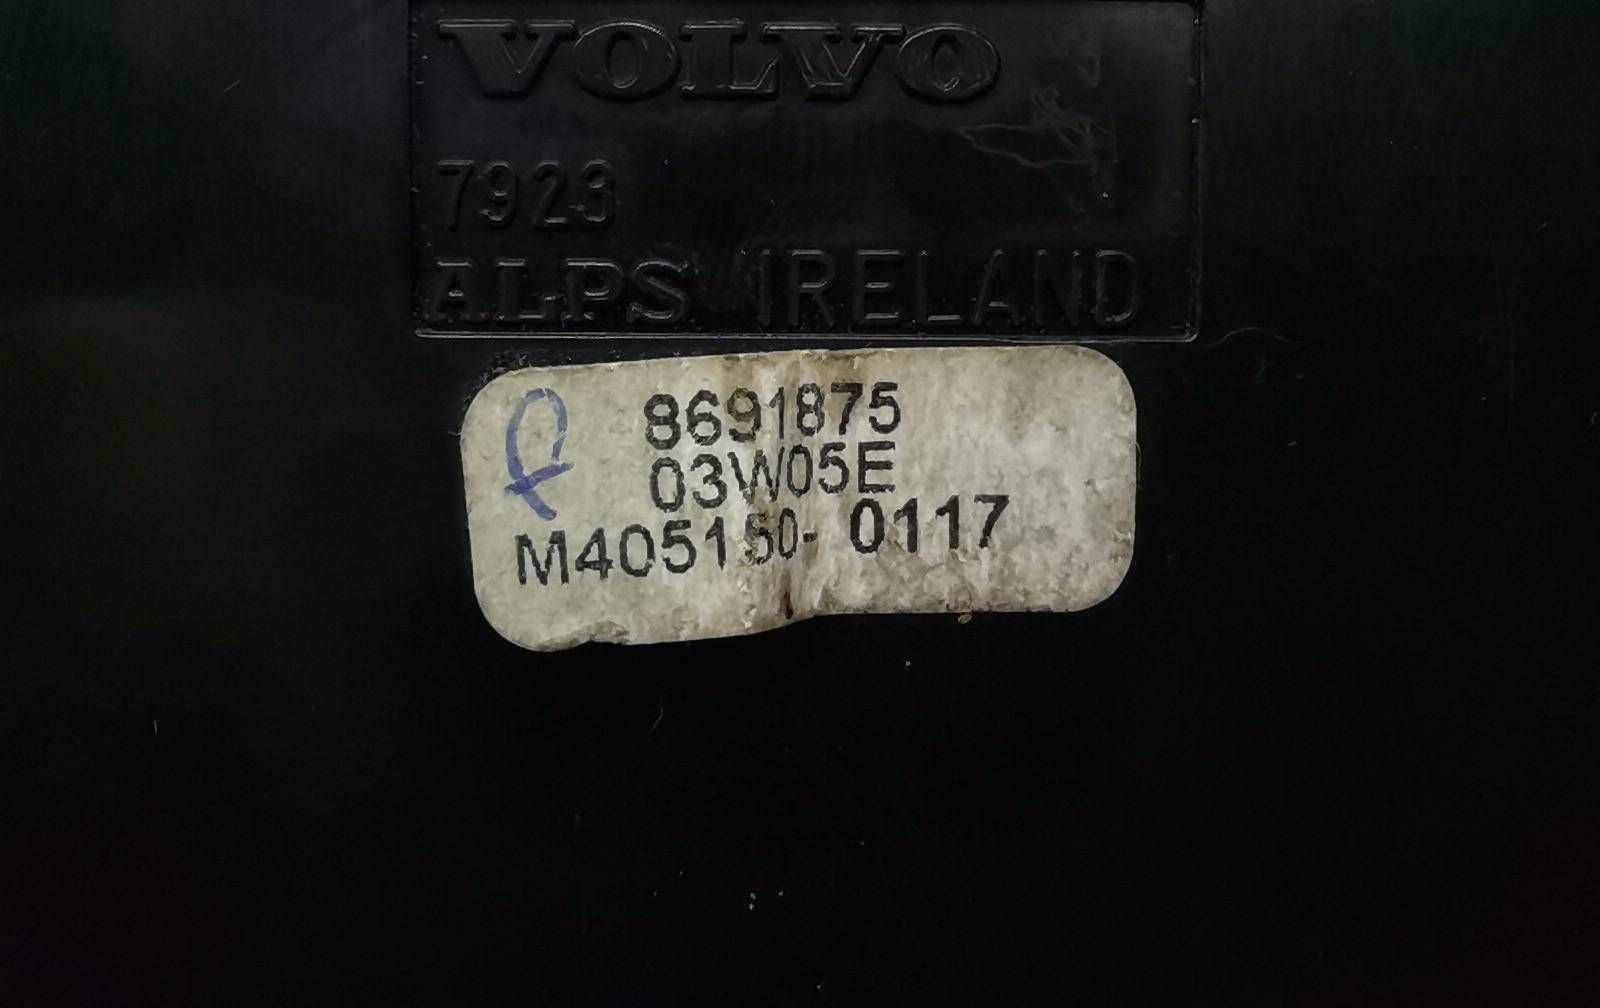 VOLVO
7923
ALPS IRELAND
8691875
03W05E
M405150-0117